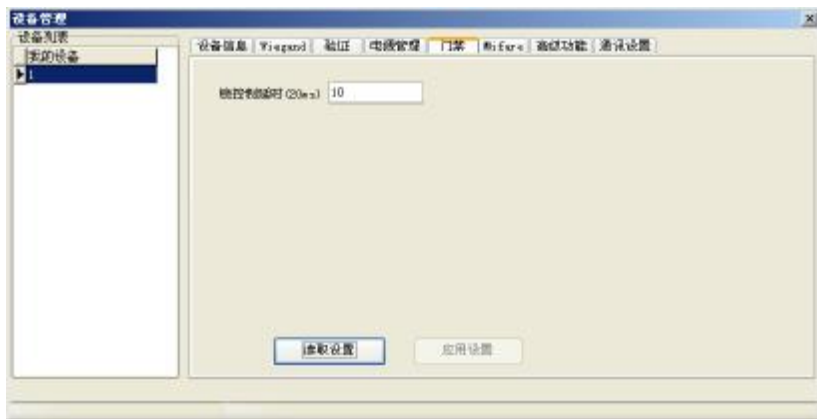 设备管理
设备列表
我的设备
1
设备信息 Wiegand 验证 电源管理 门禁 Mifare 高级功能 通讯设置
锁控制延时(20ms) 10
读取设置 应用设置